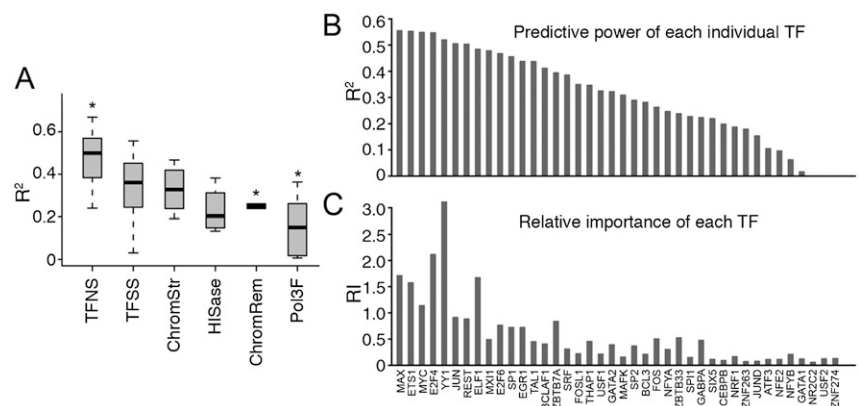 A
R²
0.6
0.4
0.2
0
*
*
*
TFNS
TFSS
ChromStr
HISase
ChromRem
Pol3F
B
Predictive power of each individual TF
R²
0.6
0.5
0.4
0.3
0.2
0.1
0
C
Relative importance of each TF
RI
3.0
2.5
2.0
1.5
1.0
0.5
0
MAX
ETS1
MYC
E2F4
YY1
JUN
REST
ELF1
MXI1
E2F6
SP1
EGR1
TAL1
BCLAF1
ZBTB7A
SRF
FOSL1
THAP1
USF1
GATA2
MAFK
SP2
BCL3
FOS
NFYA
ZBTB33
SPI1
GABPA
SIX5
CEBPB
NRF1
ZNF263
JUND
ATF3
NFE2
NFYB
GATA1
NR2C2
USF2
ZNF274